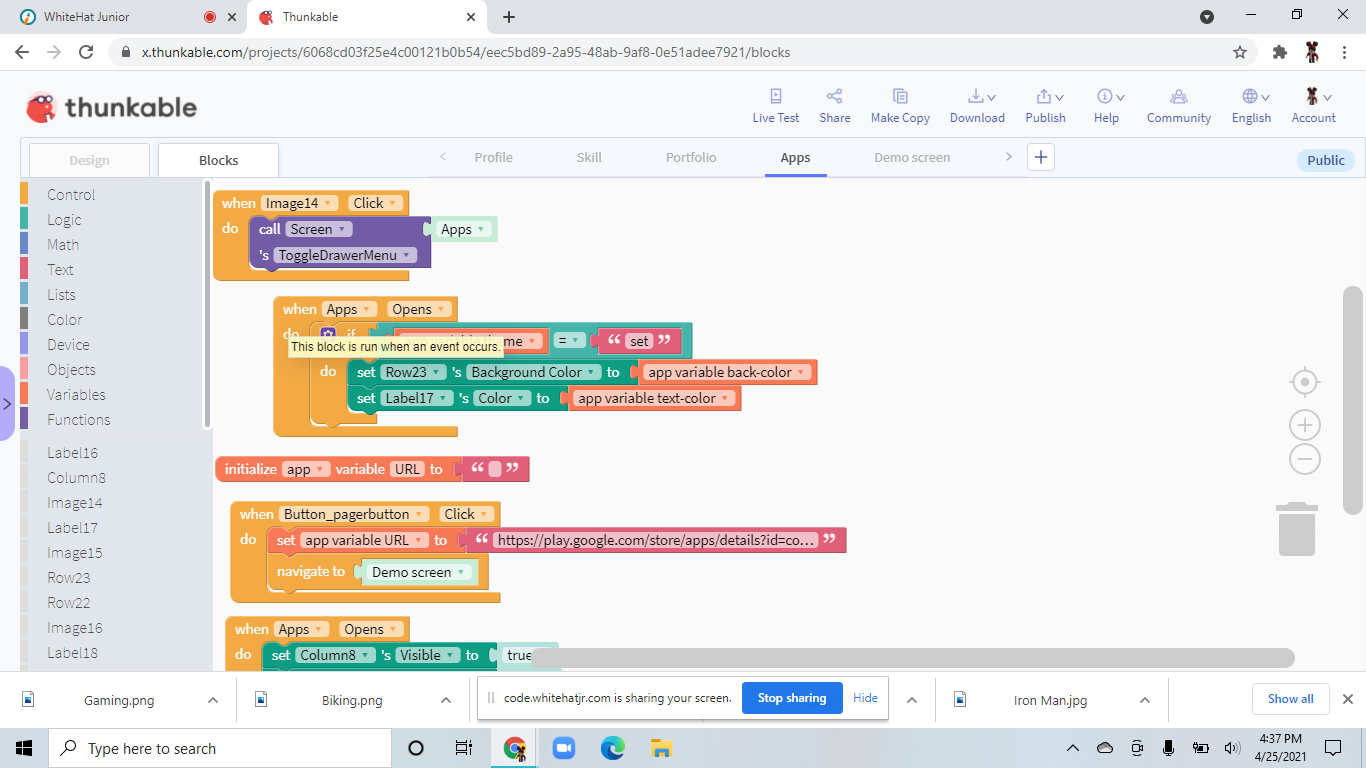 WhiteHat Junior
Thunkable
x.thunkable.com/projects/6068cd03f25e4c00121b0b54/eec5bd89-2a95-48ab-9af8-0e51adee7921/blocks
thunkable
Live Test
Share
Make Copy
Download
Publish
Help
Community
English
Account
Design
Blocks
Profile
Skill
Portfolio
Apps
Demo screen
Public
Control
Logic
Math
Text
Lists
Color
Device
Objects
Variables
Functions
Label16
Column8
Image14
Label17
Image15
Row23
Row22
Image16
Label18
when Image14 Click
do call Screen Apps
's ToggleDrawerMenu
when Apps Opens
do if = “ set ”
This block is run when an event occurs.
do set Row23 's Background Color to app variable back-color
set Label17 's Color to app variable text-color
initialize app variable URL to “ ”
when Button_pagerbutton Click
do set app variable URL to “ https://play.google.com/store/apps/details?id=co... ”
navigate to Demo screen
when Apps Opens
do set Column8 's Visible to true
Gaming.png
Biking.png
code.whitehatjr.com is sharing your screen.
Stop sharing
Hide
Iron Man.jpg
Show all
Type here to search
4:37 PM
4/25/2021